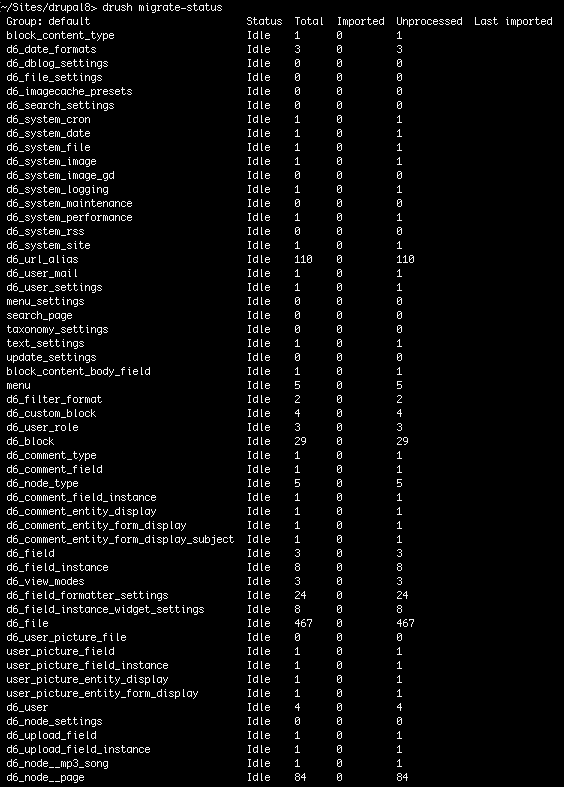 ~/Sites/drupal8> drush migrate-status
Group: default Status Total Imported Unprocessed Last imported
block_content_type Idle 1 0 1
d6_date_formats Idle 3 0 3
d6_dblog_settings Idle 0 0 0
d6_file_settings Idle 0 0 0
d6_imagecache_presets Idle 0 0 0
d6_search_settings Idle 0 0 0
d6_system_cron Idle 1 0 1
d6_system_date Idle 1 0 1
d6_system_file Idle 1 0 1
d6_system_image Idle 1 0 1
d6_system_image_gd Idle 0 0 0
d6_system_logging Idle 1 0 1
d6_system_maintenance Idle 0 0 0
d6_system_performance Idle 1 0 1
d6_system_rss Idle 0 0 0
d6_system_site Idle 1 0 1
d6_url_alias Idle 110 0 110
d6_user_mail Idle 1 0 1
d6_user_settings Idle 1 0 1
menu_settings Idle 0 0 0
search_page Idle 0 0 0
taxonomy_settings Idle 0 0 0
text_settings Idle 1 0 1
update_settings Idle 0 0 0
block_content_body_field Idle 1 0 1
menu Idle 5 0 5
d6_filter_format Idle 2 0 2
d6_custom_block Idle 4 0 4
d6_user_role Idle 3 0 3
d6_block Idle 29 0 29
d6_comment_type Idle 1 0 1
d6_comment_field Idle 1 0 1
d6_node_type Idle 5 0 5
d6_comment_field_instance Idle 1 0 1
d6_comment_entity_display Idle 1 0 1
d6_comment_entity_form_display Idle 1 0 1
d6_comment_entity_form_display_subject Idle 1 0 1
d6_field Idle 3 0 3
d6_field_instance Idle 8 0 8
d6_view_modes Idle 3 0 3
d6_field_formatter_settings Idle 24 0 24
d6_field_instance_widget_settings Idle 8 0 8
d6_file Idle 467 0 467
d6_user_picture_file Idle 0 0 0
user_picture_field Idle 1 0 1
user_picture_field_instance Idle 1 0 1
user_picture_entity_display Idle 1 0 1
user_picture_entity_form_display Idle 1 0 1
d6_user Idle 4 0 4
d6_node_settings Idle 0 0 0
d6_upload_field Idle 1 0 1
d6_upload_field_instance Idle 1 0 1
d6_node__mp3_song Idle 1 0 1
d6_node__page Idle 84 0 84